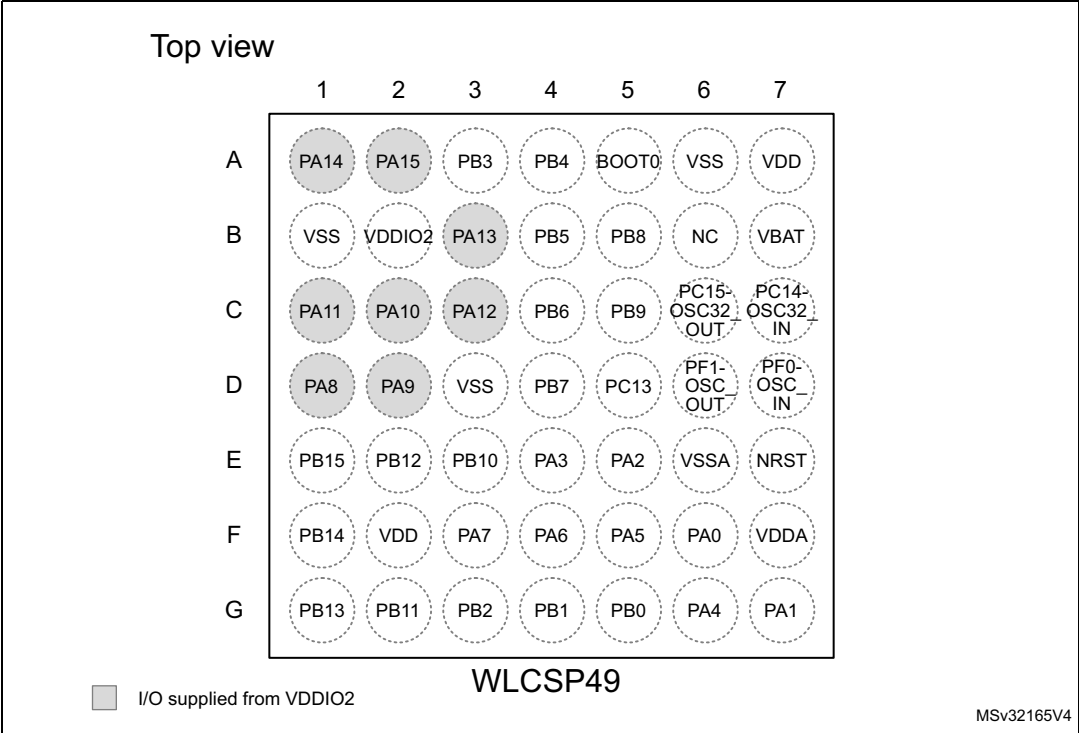 Top view
1 2 3 4 5 6 7
A PA14 PA15 PB3 PB4 BOOT0 VSS VDD
B VSS VDDIO2 PA13 PB5 PB8 NC VBAT
C PA11 PA10 PA12 PB6 PB9 PC15-OSC32_OUT PC14-OSC32_IN
D PA8 PA9 VSS PB7 PC13 PF1-OSC_OUT PF0-OSC_IN
E PB15 PB12 PB10 PA3 PA2 VSSA NRST
F PB14 VDD PA7 PA6 PA5 PA0 VDDA
G PB13 PB11 PB2 PB1 PB0 PA4 PA1
WLCSP49
I/O supplied from VDDIO2
MSv32165V4